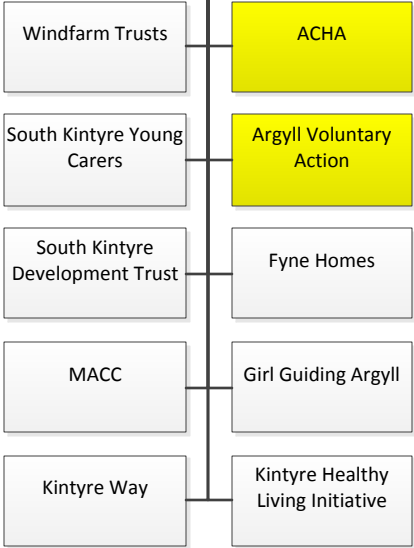 Windfarm Trusts
ACHA
South Kintyre Young
Carers
Argyll Voluntary
Action
South Kintyre
Development Trust
Fyne Homes
MACC
Girl Guiding Argyll
Kintyre Way
Kintyre Healthy
Living Initiative